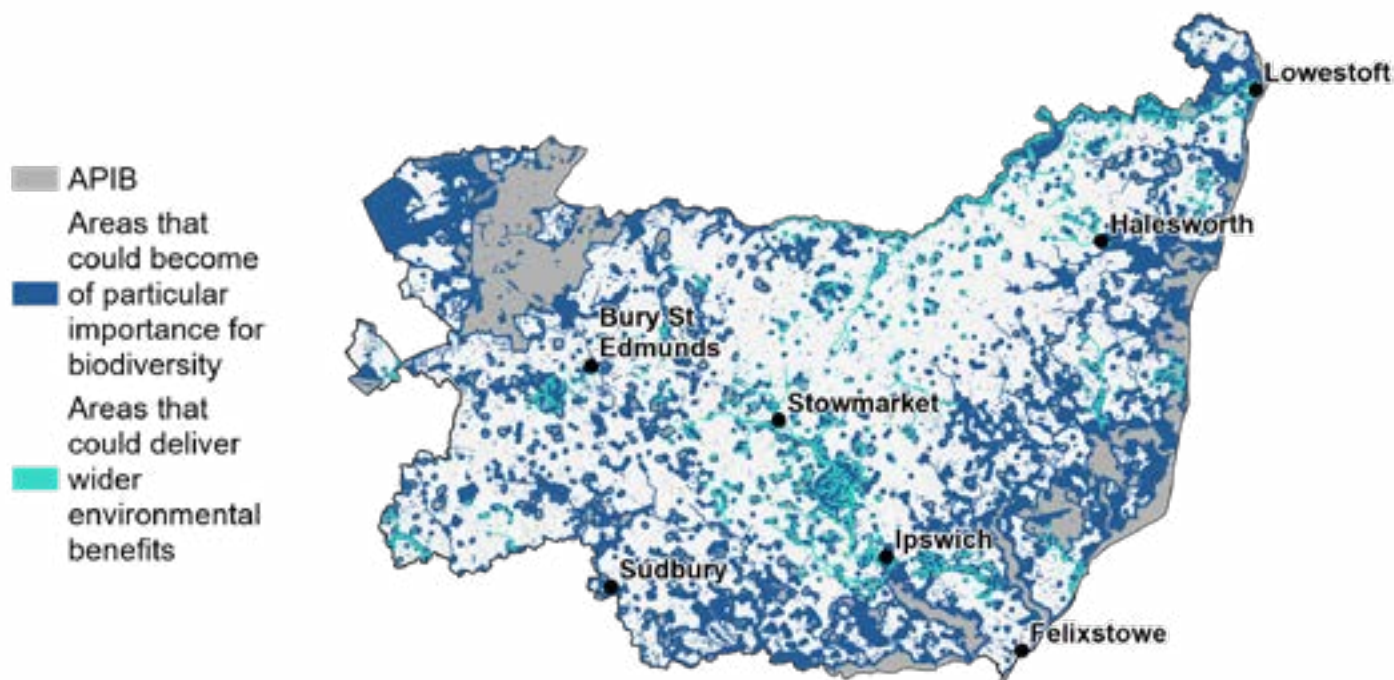 APIB
Areas that
could become
of particular
importance for
biodiversity
Areas that
could deliver
wider
environmental
benefits
Lowestoft
Halesworth
Bury St
Edmunds
Stowmarket
Ipswich
Sudbury
Felixstowe